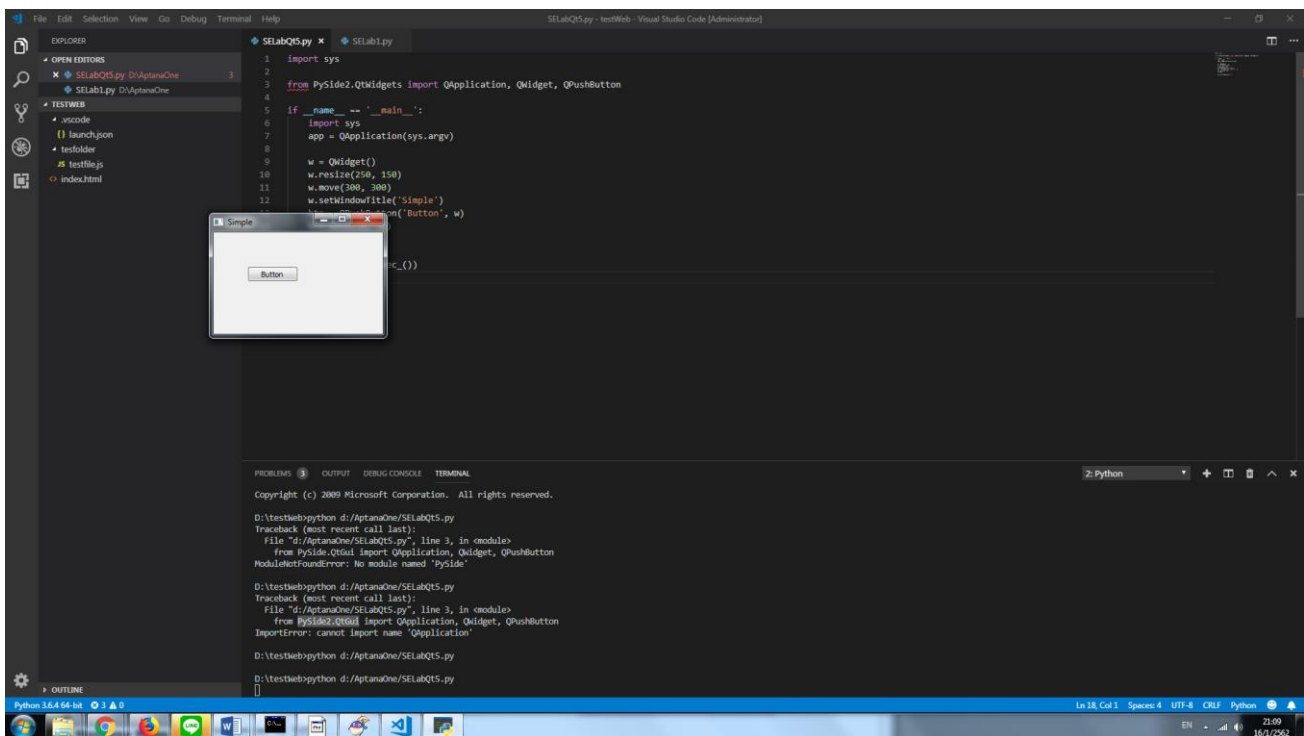 File Edit Selection View Go Debug Terminal Help
SELabQt5.py - testWeb - Visual Studio Code [Administrator]
EXPLORER
OPEN EDITORS
SELabQt5.py D:\AptanaOne 3
SELab1.py D:\AptanaOne
TESTWEB
.vscode
{} launch.json
tesfolder
JS testfile.js
<> index.html
OUTLINE
SELabQt5.py × SELab1.py
1 import sys
2
3 from PySide2.QtWidgets import QApplication, QWidget, QPushButton
4
5 if __name__ == '__main__':
6 import sys
7 app = QApplication(sys.argv)
8
9 w = QWidget()
10 w.resize(250, 150)
11 w.move(300, 300)
12 w.setWindowTitle('Simple')
('Button', w)
())
Simple
Button
PROBLEMS 3 OUTPUT DEBUG CONSOLE TERMINAL
2: Python
Copyright (c) 2009 Microsoft Corporation. All rights reserved.
D:\testWeb>python d:/AptanaOne/SELabQt5.py
Traceback (most recent call last):
File "d:/AptanaOne/SELabQt5.py", line 3, in <module>
from PySide.QtGui import QApplication, QWidget, QPushButton
ModuleNotFoundError: No module named 'PySide'
D:\testWeb>python d:/AptanaOne/SELabQt5.py
Traceback (most recent call last):
File "d:/AptanaOne/SELabQt5.py", line 3, in <module>
from PySide2.QtGui import QApplication, QWidget, QPushButton
ImportError: cannot import name 'QApplication'
D:\testWeb>python d:/AptanaOne/SELabQt5.py
D:\testWeb>python d:/AptanaOne/SELabQt5.py
Python 3.6.4 64-bit 3 0
Ln 18, Col 1 Spaces: 4 UTF-8 CRLF Python
LINE
EN
21:09
16/1/2562